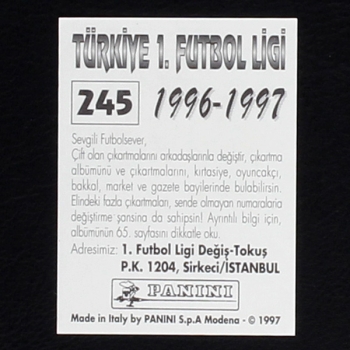 TÜRKİYE 1. FUTBOL LİGİ
245 1996-1997
Sevgili Futbolsever,
Çift olan çıkartmalarını arkadaşlarınla değiştir, çıkartma
albümünü ve çıkartmalarını, kırtasiye, oyuncakçı,
bakkal, market ve gazete bayilerinde bulabilirsin.
Elindeki fazla çıkartmaları, sende olmayan numaralarla
değiştirme şansına da sahipsin! Ayrıntılı bilgi için,
albümünün 65. sayfasını dikkatle oku.
Adresimiz: 1. Futbol Ligi Değiş-Tokuş
P.K. 1204, Sirkeci/İSTANBUL
PANINI
Made in Italy by PANINI S.p.A Modena - © 1997